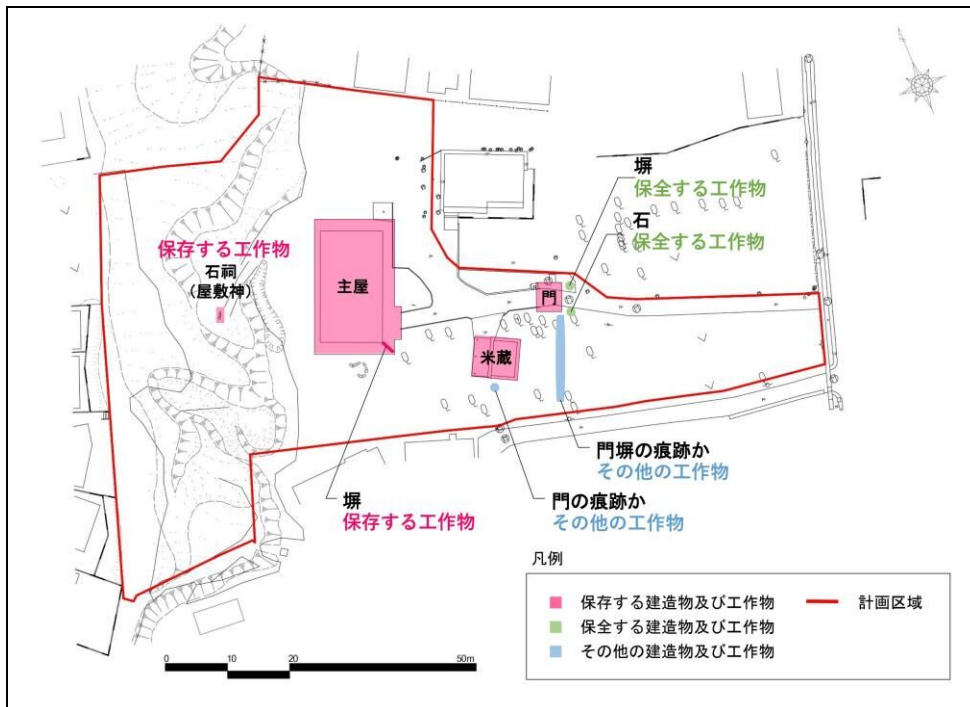 塀
保全する工作物
石
保全する工作物
保存する工作物
石祠
（屋敷神）
主屋
門
米蔵
門塀の痕跡か
その他の工作物
塀
保存する工作物
門の痕跡か
その他の工作物
凡例
保存する建造物及び工作物
計画区域
保全する建造物及び工作物
その他の建造物及び工作物
0 10 20 50m